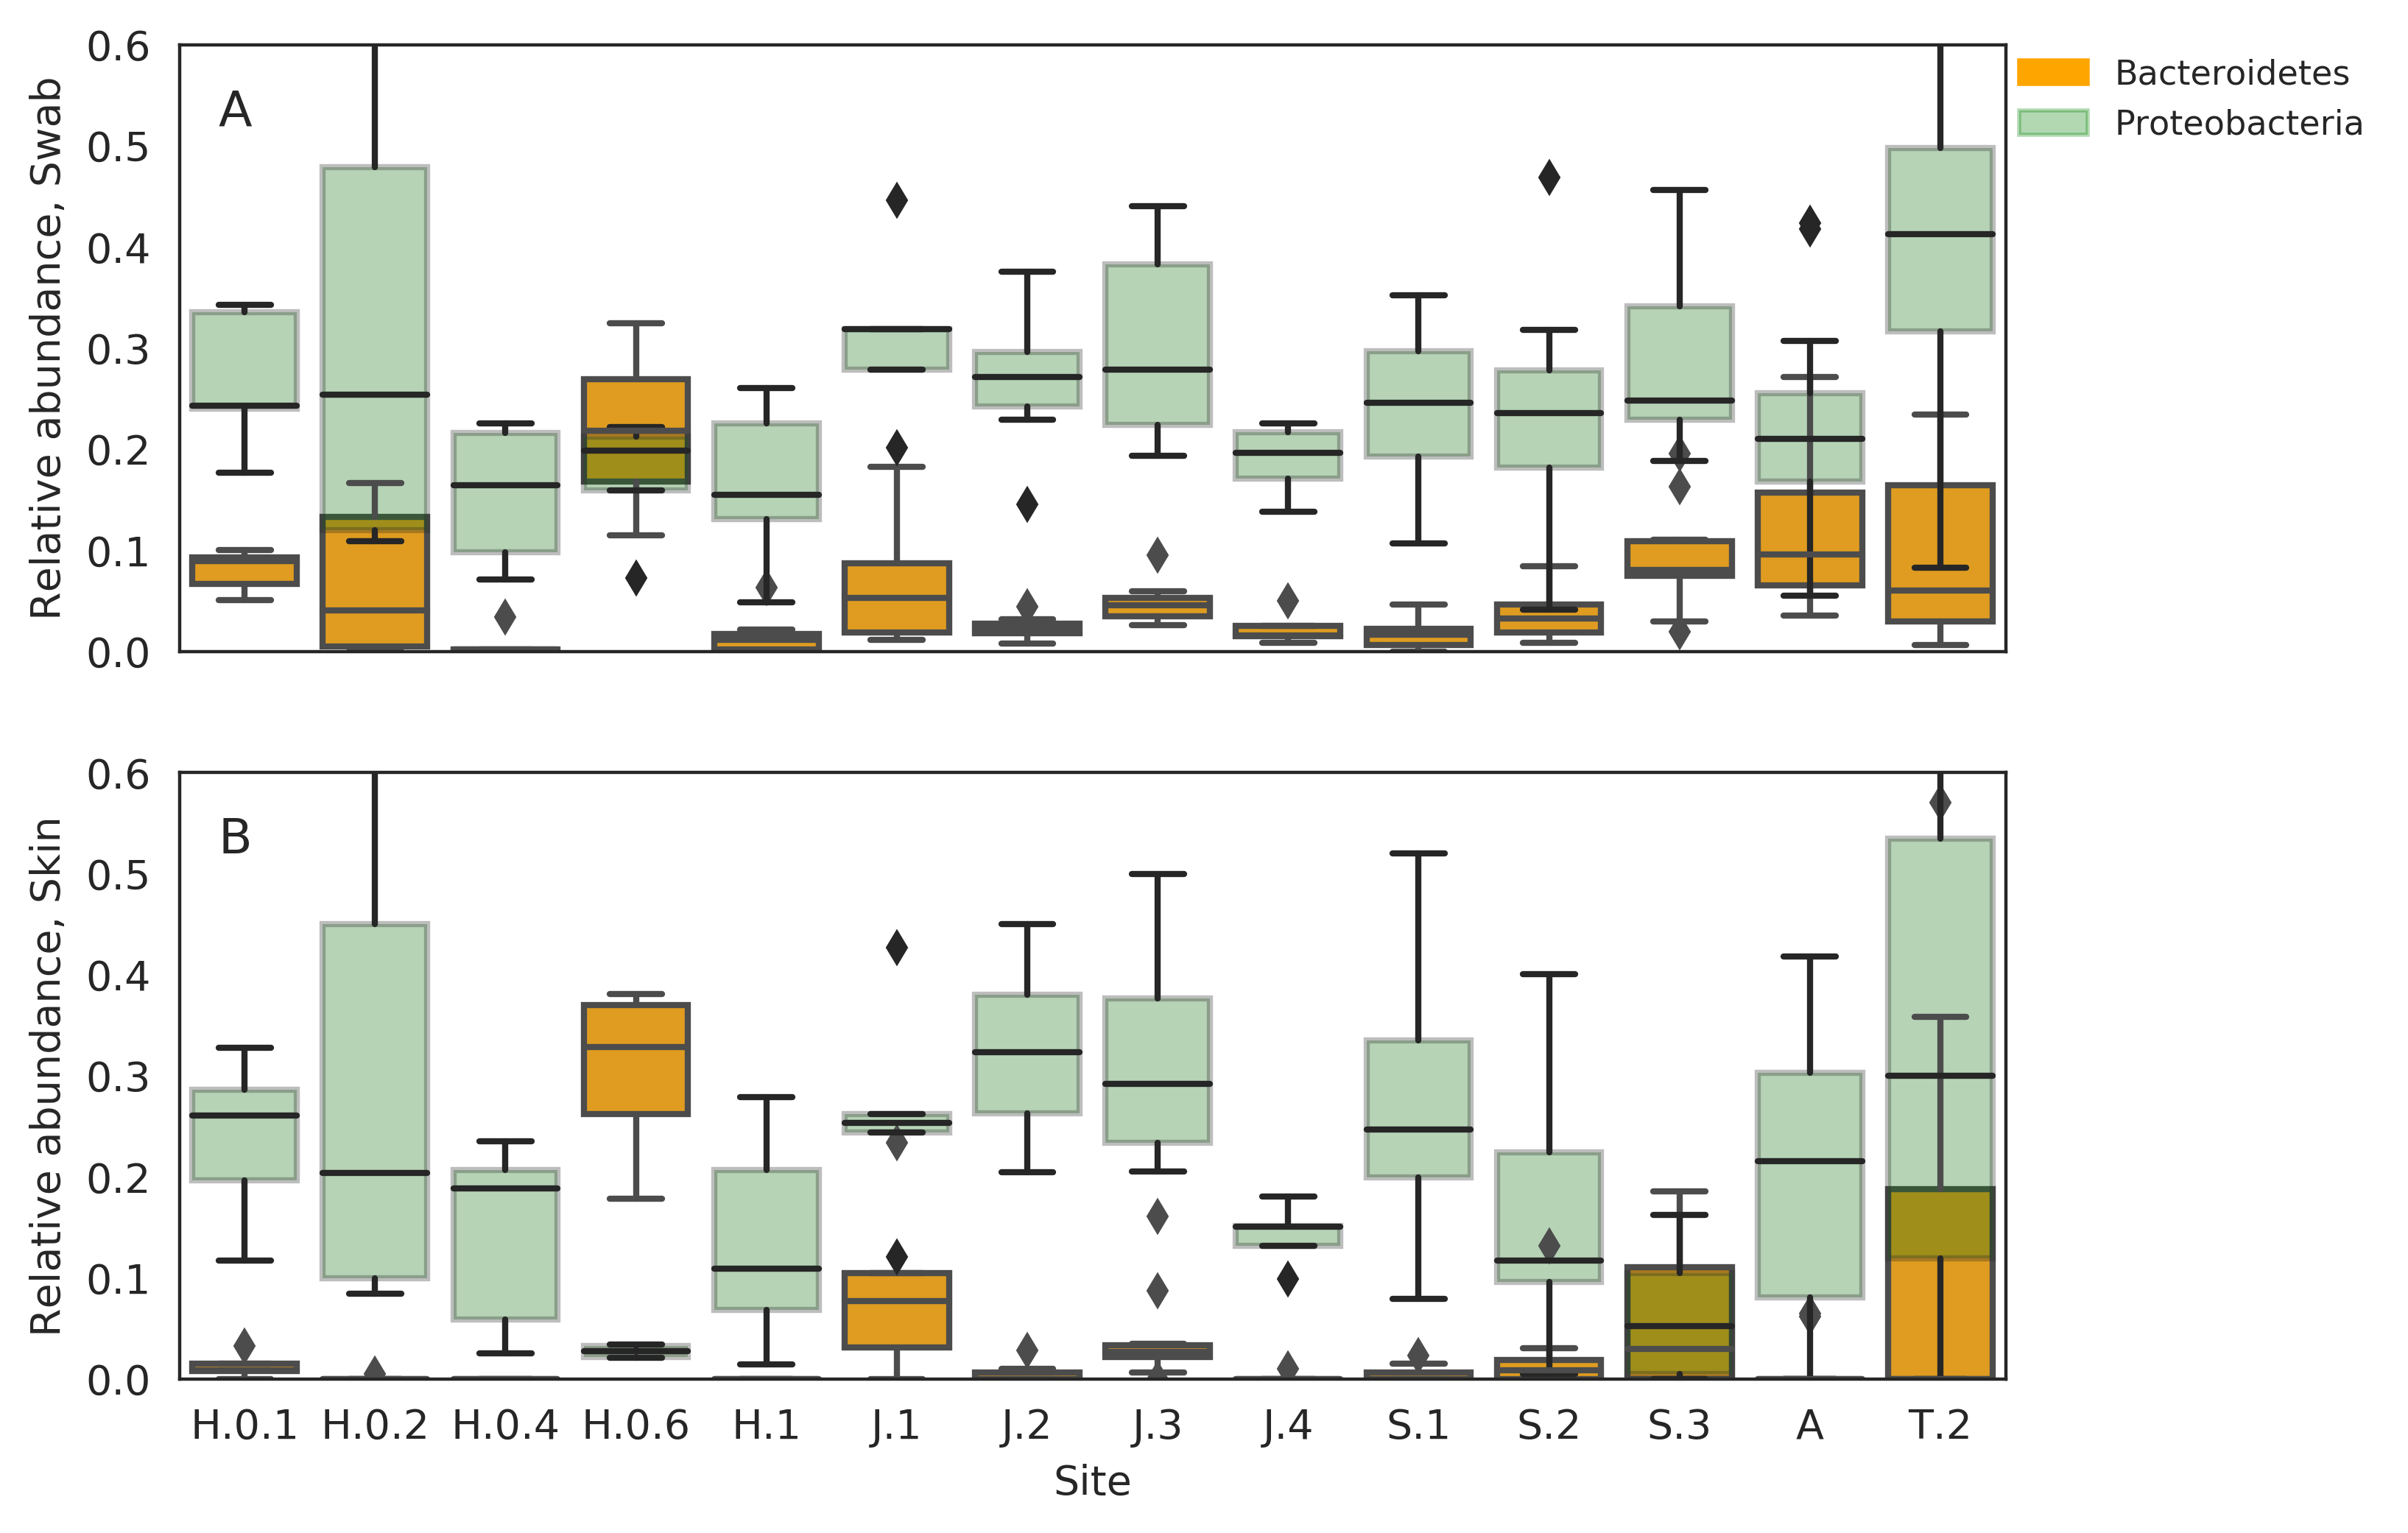 A
Relative abundance, Swab
0.6
0.5
0.4
0.3
0.2
0.1
0.0
Bacteroidetes
Proteobacteria
B
Relative abundance, Skin
0.6
0.5
0.4
0.3
0.2
0.1
0.0
H.0.1 H.0.2 H.0.4 H.0.6 H.1 J.1 J.2 J.3 J.4 S.1 S.2 S.3 A T.2
Site